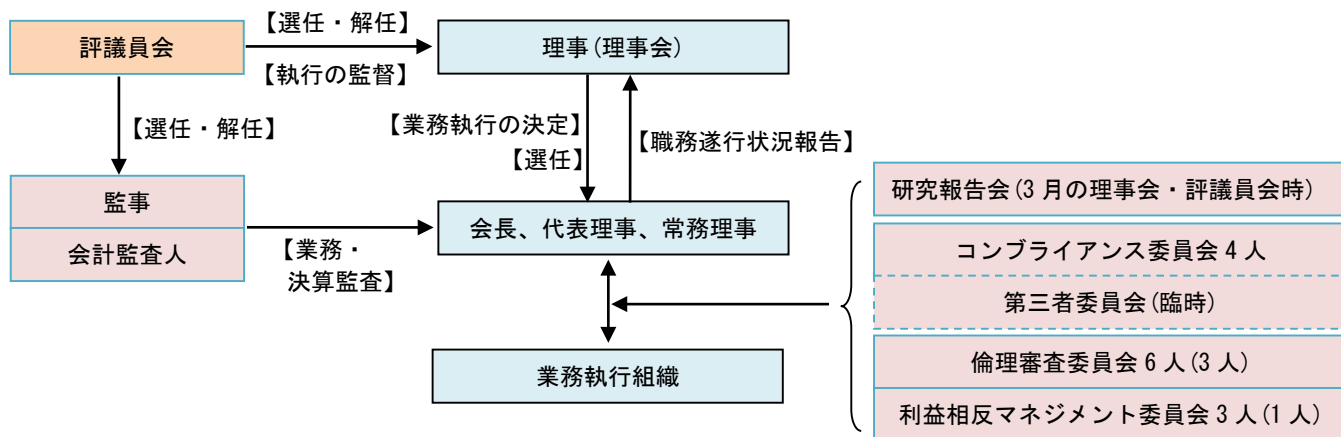 評議員会
【選任・解任】
【執行の監督】
理事(理事会)
【選任・解任】
【業務執行の決定】
【選任】
【職務遂行状況報告】
監事
会計監査人
【業務・
決算監査】
会長、代表理事、常務理事
業務執行組織
研究報告会(3月の理事会・評議員会時)
コンブライアンス委員会4人
第三者委員会(臨時)
倫理審査委員会6人(3人)
利益相反マネジメント委員会3人(1人)